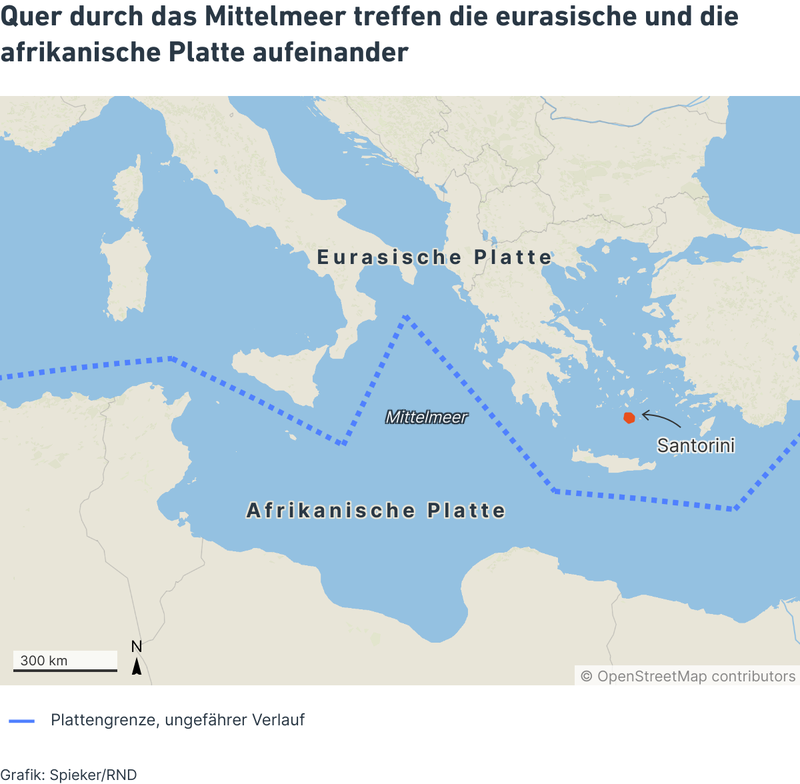 Quer durch das Mittelmeer treffen die eurasische und die
afrikanische Platte aufeinander
Eurasische Platte
Mittelmeer
Santorini
Afrikanische Platte
N
300 km
© OpenStreetMap contributors
Plattengrenze, ungefährer Verlauf
Grafik: Spieker/RND